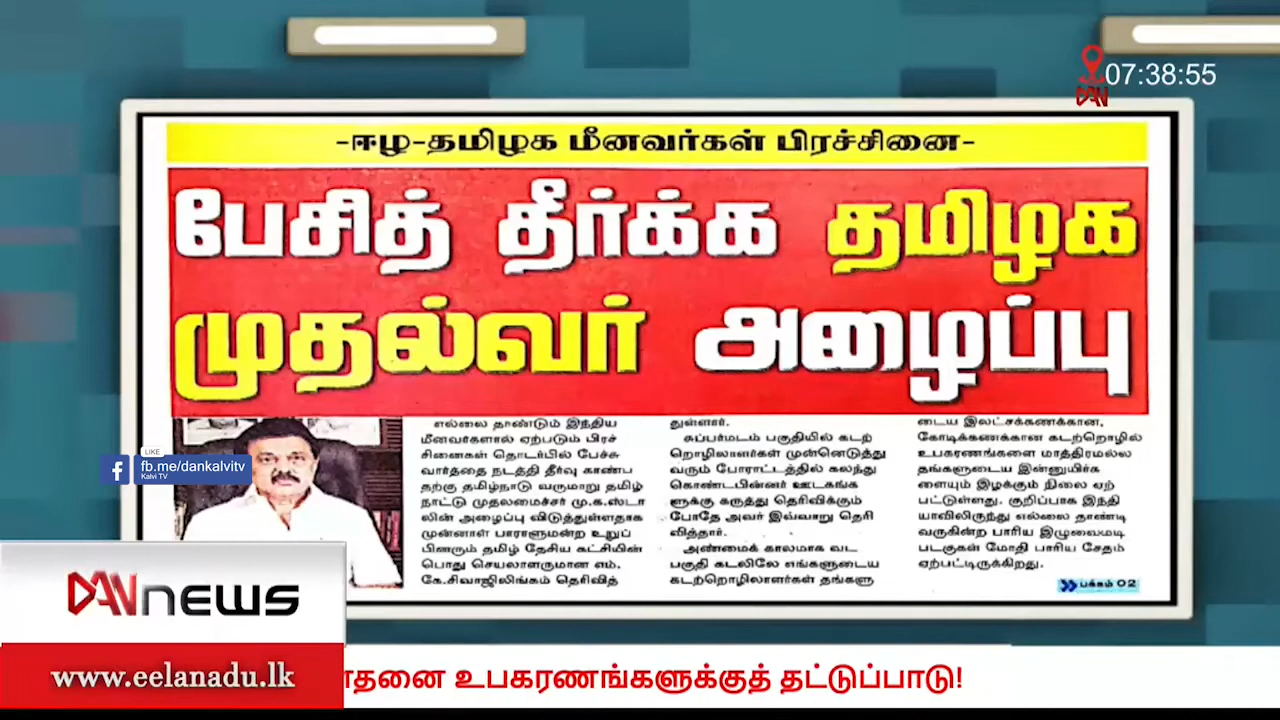 07:38:55
DAN
-ஈழ-தமிழக மீனவர்கள் பிரச்சினை-
பேசித் தீர்க்க தமிழக
முதல்வர் அழைப்பு
எல்லை தாண்டும் இந்திய
மீனவர்களால் ஏற்படும் பிரச்
சினைகள் தொடர்பில் பேச்சு
வார்த்தை நடத்தி தீர்வு காண்ப
தற்கு தமிழ்நாடு வருமாறு தமிழ்
நாட்டு முதலமைச்சர் மு.க.ஸ்டா
லின் அழைப்பு விடுத்துள்ளதாக
முன்னாள் பாராளுமன்ற உறுப்
பினரும் தமிழ் தேசிய கட்சியின்
பொது செயலாளருமான எம்.
கே.சிவாஜிலிங்கம் தெரிவித்
துள்ளார்.
சுப்பர்மடம் பகுதியில் கடற்
றொழிலாளர்கள் முன்னெடுத்து
வரும் போராட்டத்தில் கலந்து
கொண்டபின்னர் ஊடகங்க
ளுக்கு கருத்து தெரிவிக்கும்
போதே அவர் இவ்வாறு தெரி
வித்தார்.
அண்மைக் காலமாக வட
பகுதி கடலிலே எங்களுடைய
கடற்றொழிலாளர்கள் தங்களு
டைய இலட்சக்கணக்கான,
கோடிக்கணக்கான கடற்றொழில்
உபகரணங்களை மாத்திரமல்ல
தங்களுடைய இன்னுயிர்க
ளையும் இழக்கும் நிலை ஏற்
பட்டுள்ளது. குறிப்பாக இந்தி
யாவிலிருந்து எல்லை தாண்டி
வருகின்ற பாரிய இழுவைமடி
படகுகள் மோதி பாரிய சேதம்
ஏற்பட்டிருக்கிறது.
பக்கம் 02
LIKE
fb.me/dankalvitv
Kalvi TV
DAN NEWS
www.eelanadu.lk
ாதனை உபகரணங்களுக்குத் தட்டுப்பாடு!